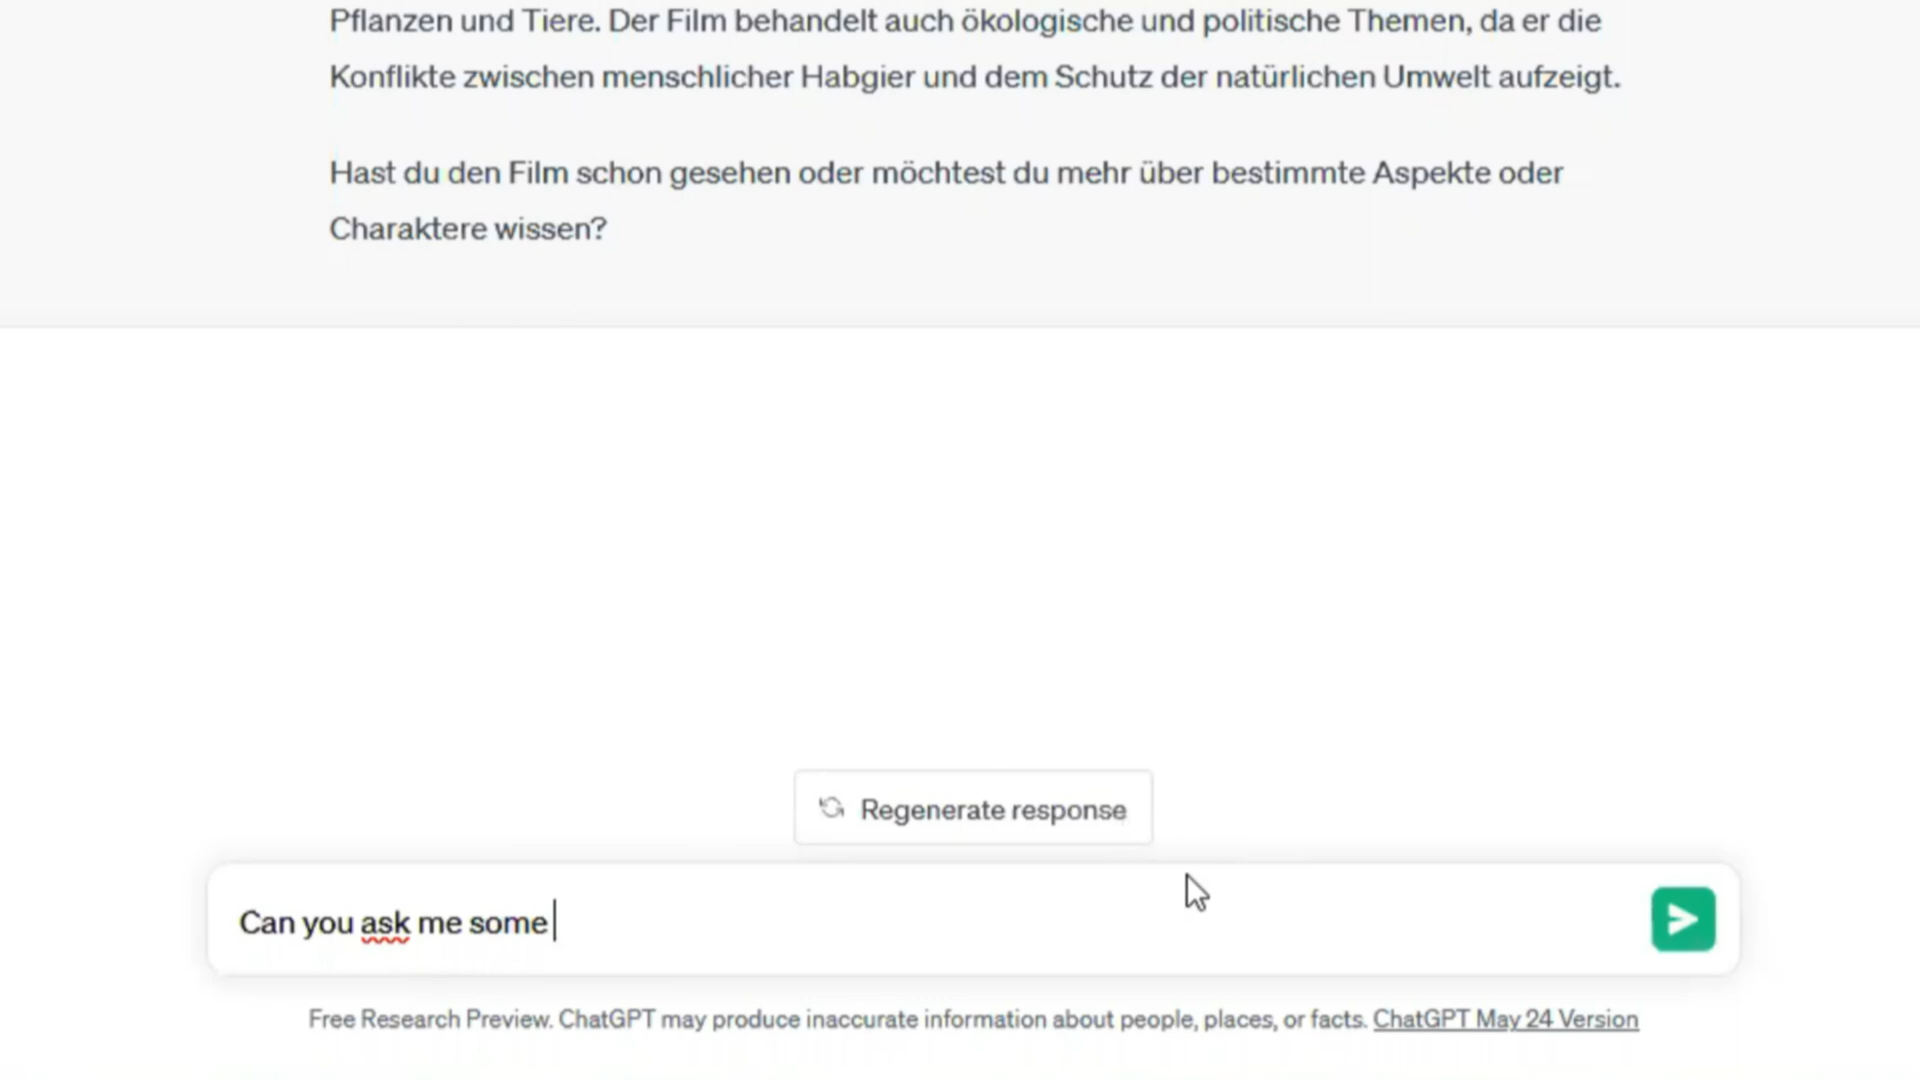 Pflanzen und Tiere. Der Film behandelt auch ökologische und politische Themen, da er die
Konflikte zwischen menschlicher Habgier und dem Schutz der natürlichen Umwelt aufzeigt.
Hast du den Film schon gesehen oder möchtest du mehr über bestimmte Aspekte oder
Charaktere wissen?
Regenerate response
Can you ask me some
Free Research Preview. ChatGPT may produce inaccurate information about people, places, or facts. ChatGPT May 24 Version